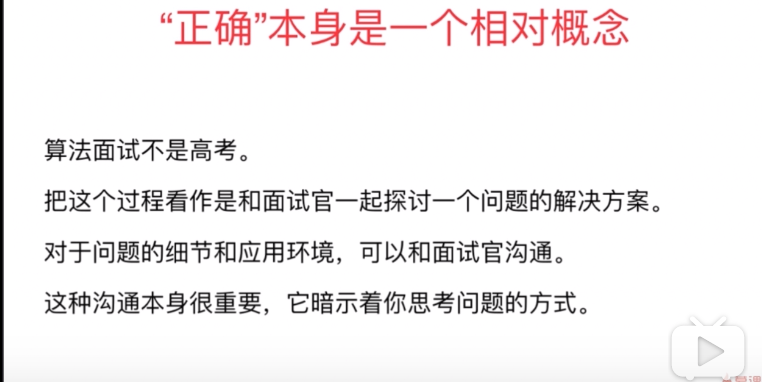 “正确”本身是一个相对概念
算法面试不是高考。
把这个过程看作是和面试官一起探讨一个问题的解决方案。
对于问题的细节和应用环境，可以和面试官沟通。
这种沟通本身很重要，它暗示着你思考问题的方式。